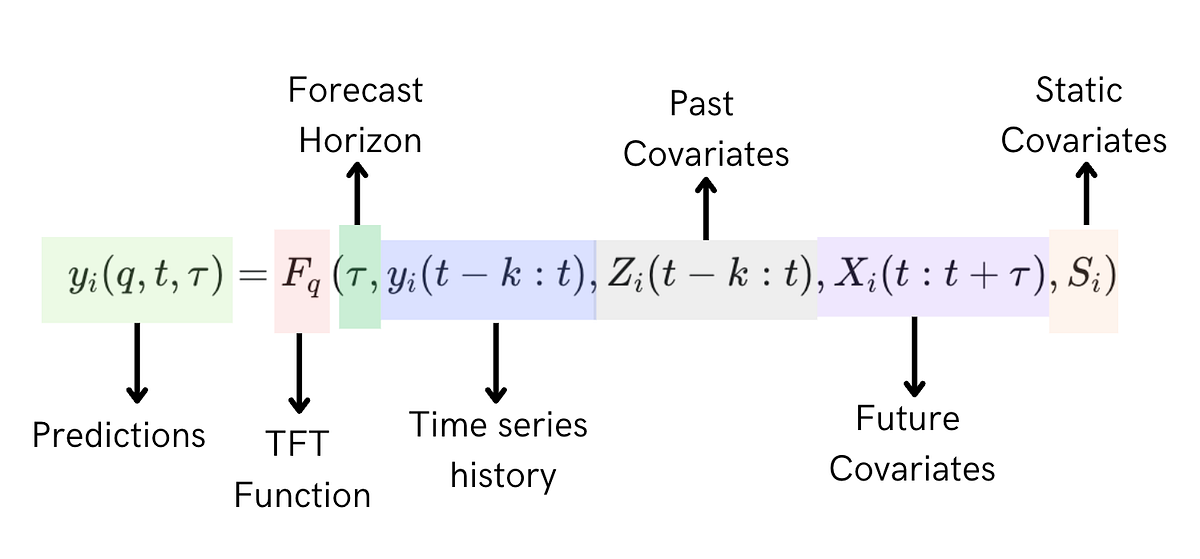 Forecast
Horizon
Past
Covariates
Static
Covariates
yᵢ(q, t, τ) = F_q(τ, yᵢ(t − k : t), Zᵢ(t − k : t), Xᵢ(t : t + τ), Sᵢ)
Predictions
TFT
Function
Time series
history
Future
Covariates